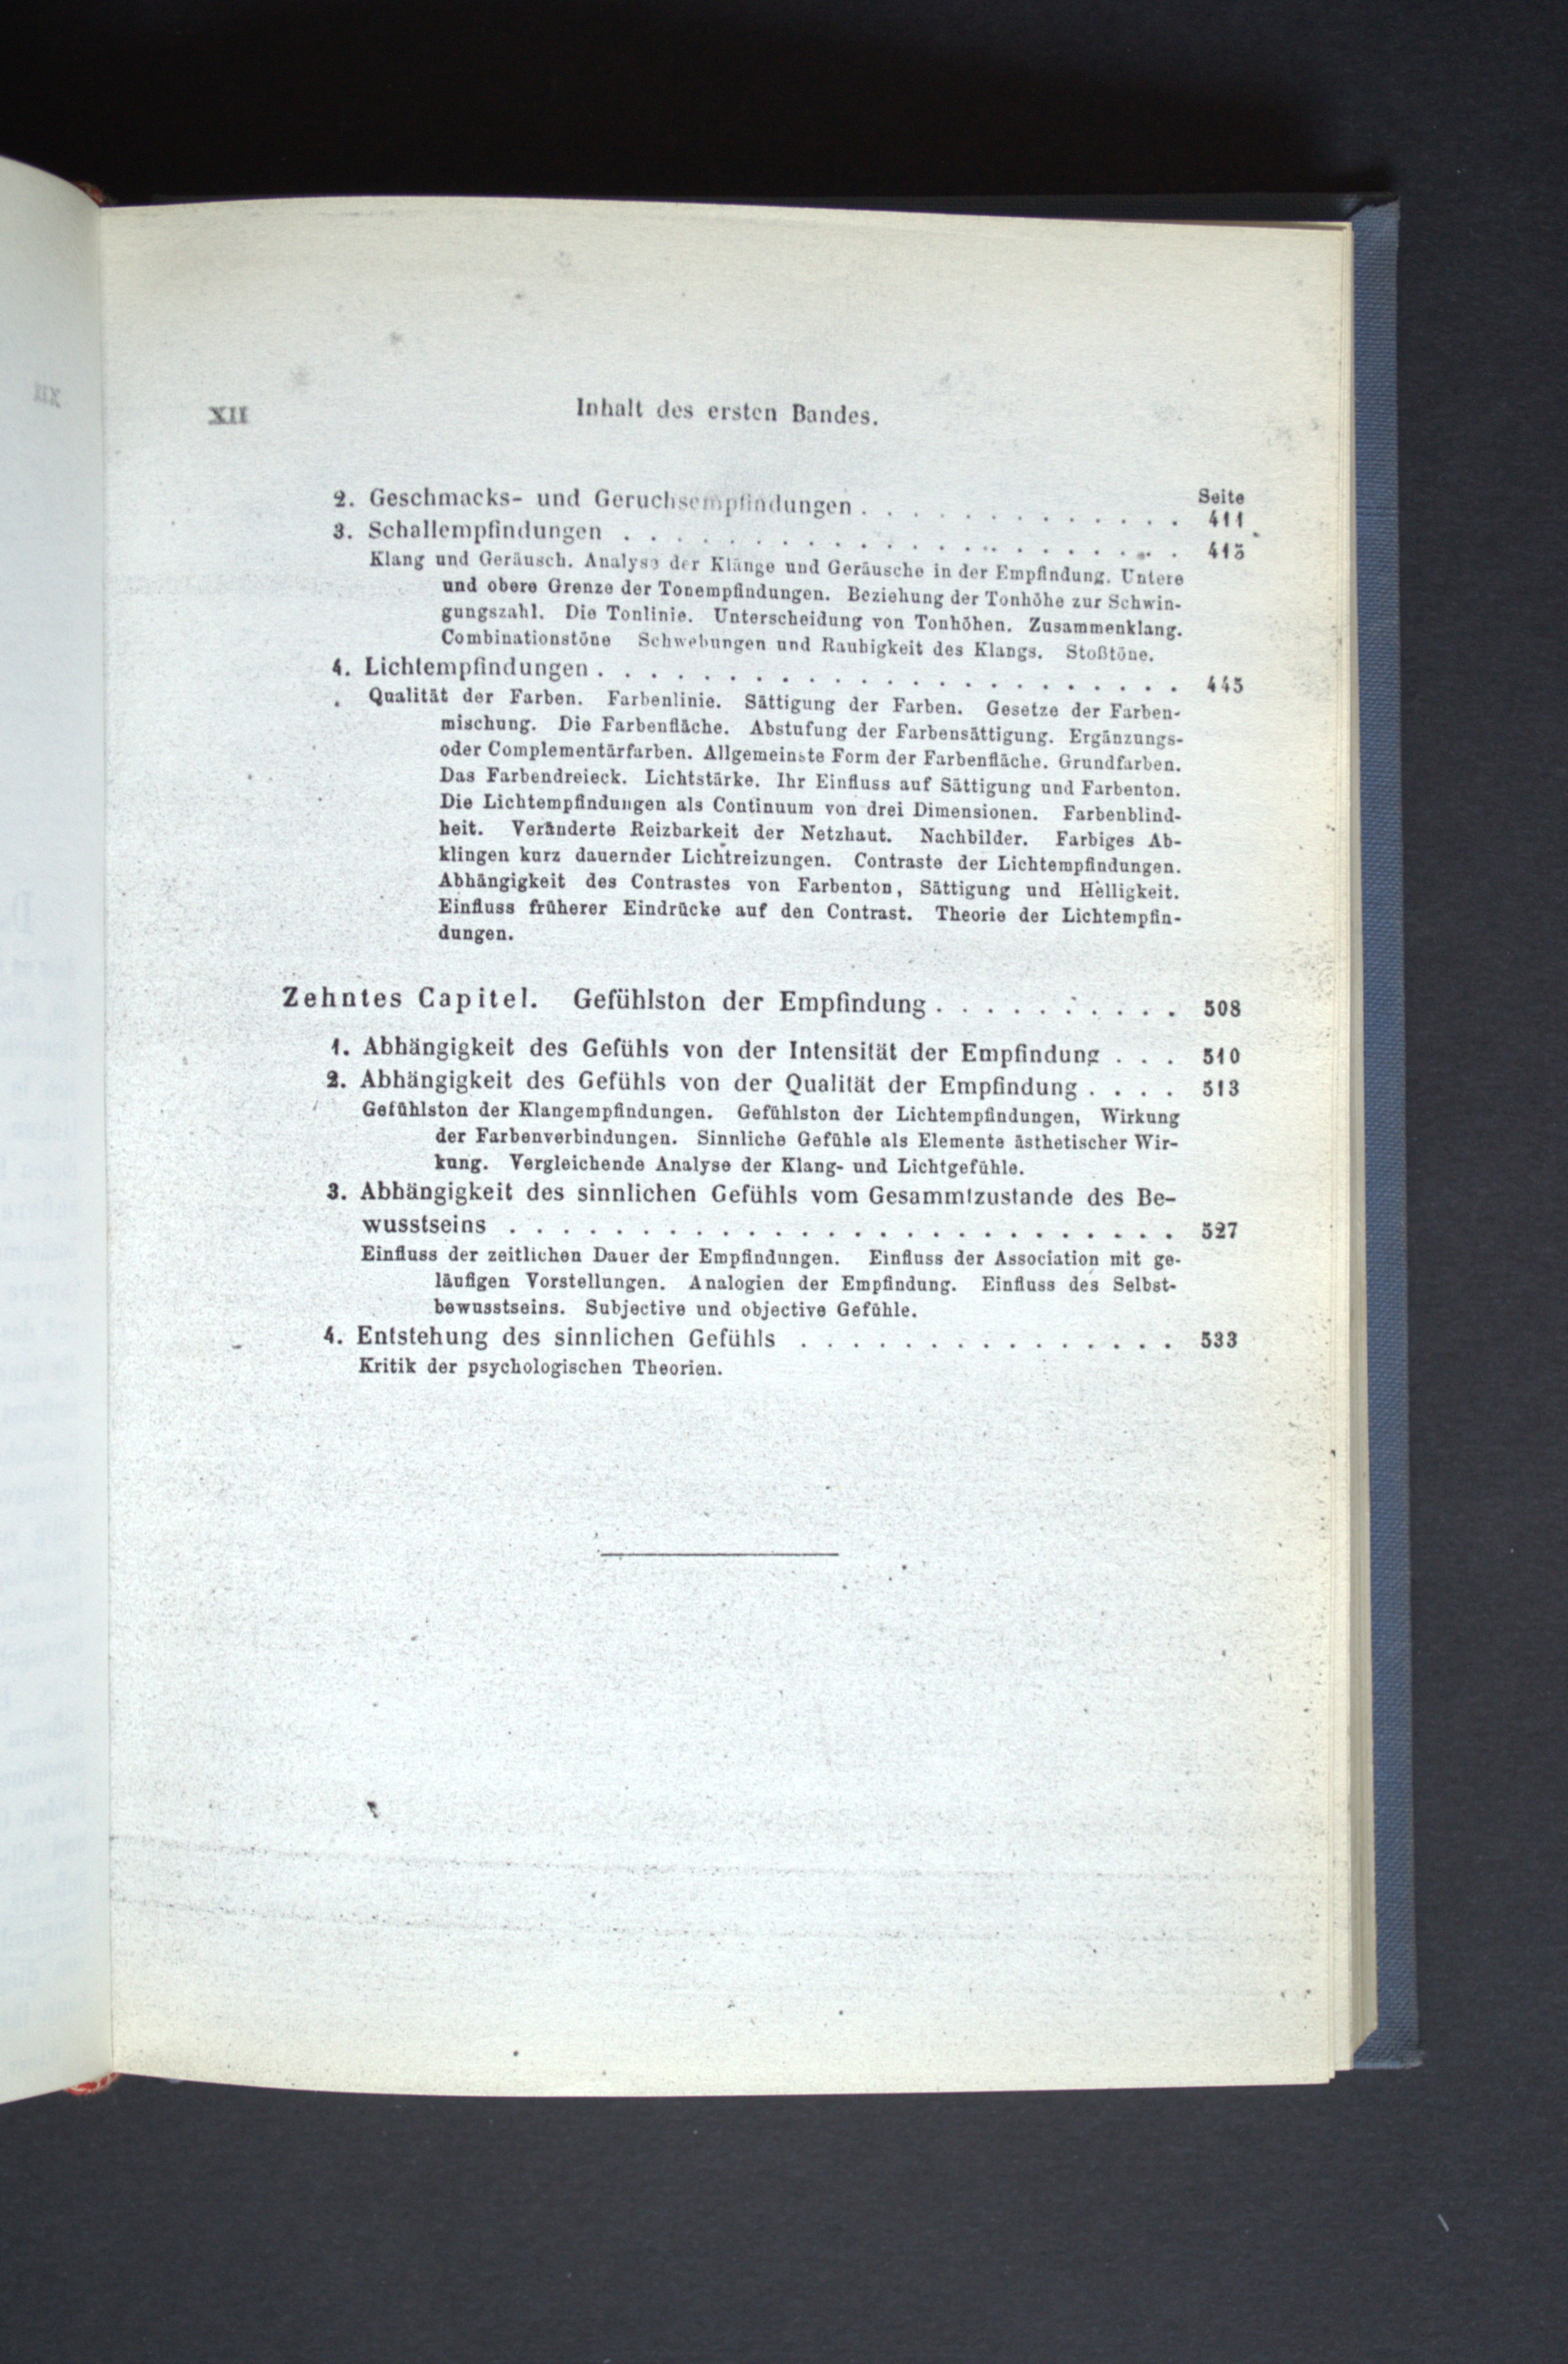 XII
Inhalt des ersten Bandes.
Seite
2. Geschmacks- und Geruchsempfindungen . . . . . . . . . . . . . 411
3. Schallempfindungen . . . . . . . . . . . . . . . . . . . . . . 415
Klang und Geräusch. Analyse der Klänge und Geräusche in der Empfindung. Untere
und obere Grenze der Tonempfindungen. Beziehung der Tonhöhe zur Schwin-
gungszahl. Die Tonlinie. Unterscheidung von Tonhöhen. Zusammenklang.
Combinationstöne Schwebungen und Rauhigkeit des Klangs. Stoßtöne.
4. Lichtempfindungen . . . . . . . . . . . . . . . . . . . . . . . 445
Qualität der Farben. Farbenlinie. Sättigung der Farben. Gesetze der Farben-
mischung. Die Farbenfläche. Abstufung der Farbensättigung. Ergänzungs-
oder Complementärfarben. Allgemeinste Form der Farbenfläche. Grundfarben.
Das Farbendreieck. Lichtstärke. Ihr Einfluss auf Sättigung und Farbenton.
Die Lichtempfindungen als Continuum von drei Dimensionen. Farbenblind-
heit. Veränderte Reizbarkeit der Netzhaut. Nachbilder. Farbiges Ab-
klingen kurz dauernder Lichtreizungen. Contraste der Lichtempfindungen.
Abhängigkeit des Contrastes von Farbenton, Sättigung und Helligkeit.
Einfluss früherer Eindrücke auf den Contrast. Theorie der Lichtempfin-
dungen.
Zehntes Capitel. Gefühlston der Empfindung . . . . . . . . . . 508
1. Abhängigkeit des Gefühls von der Intensität der Empfindung . . . 510
2. Abhängigkeit des Gefühls von der Qualität der Empfindung . . . . 513
Gefühlston der Klangempfindungen. Gefühlston der Lichtempfindungen, Wirkung
der Farbenverbindungen. Sinnliche Gefühle als Elemente ästhetischer Wir-
kung. Vergleichende Analyse der Klang- und Lichtgefühle.
3. Abhängigkeit des sinnlichen Gefühls vom Gesammtzustande des Be-
wusstseins . . . . . . . . . . . . . . . . . . . . . . . . . . 527
Einfluss der zeitlichen Dauer der Empfindungen. Einfluss der Association mit ge-
läufigen Vorstellungen. Analogien der Empfindung. Einfluss des Selbst-
bewusstseins. Subjective und objective Gefühle.
4. Entstehung des sinnlichen Gefühls . . . . . . . . . . . . . . . 533
Kritik der psychologischen Theorien.